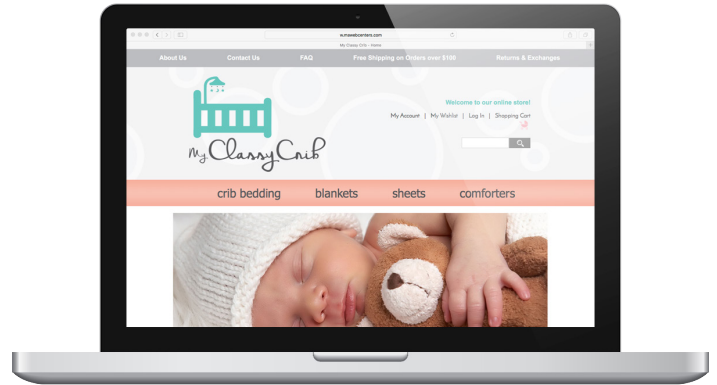 w.mswebcenters.com
My Classy Crib - Home
About Us Contact Us FAQ Free Shipping on Orders over $100 Returns & Exchanges
Welcome to our online store!
My Account | My Wishlist | Log In | Shopping Cart
My Classy Crib
crib bedding blankets sheets comforters